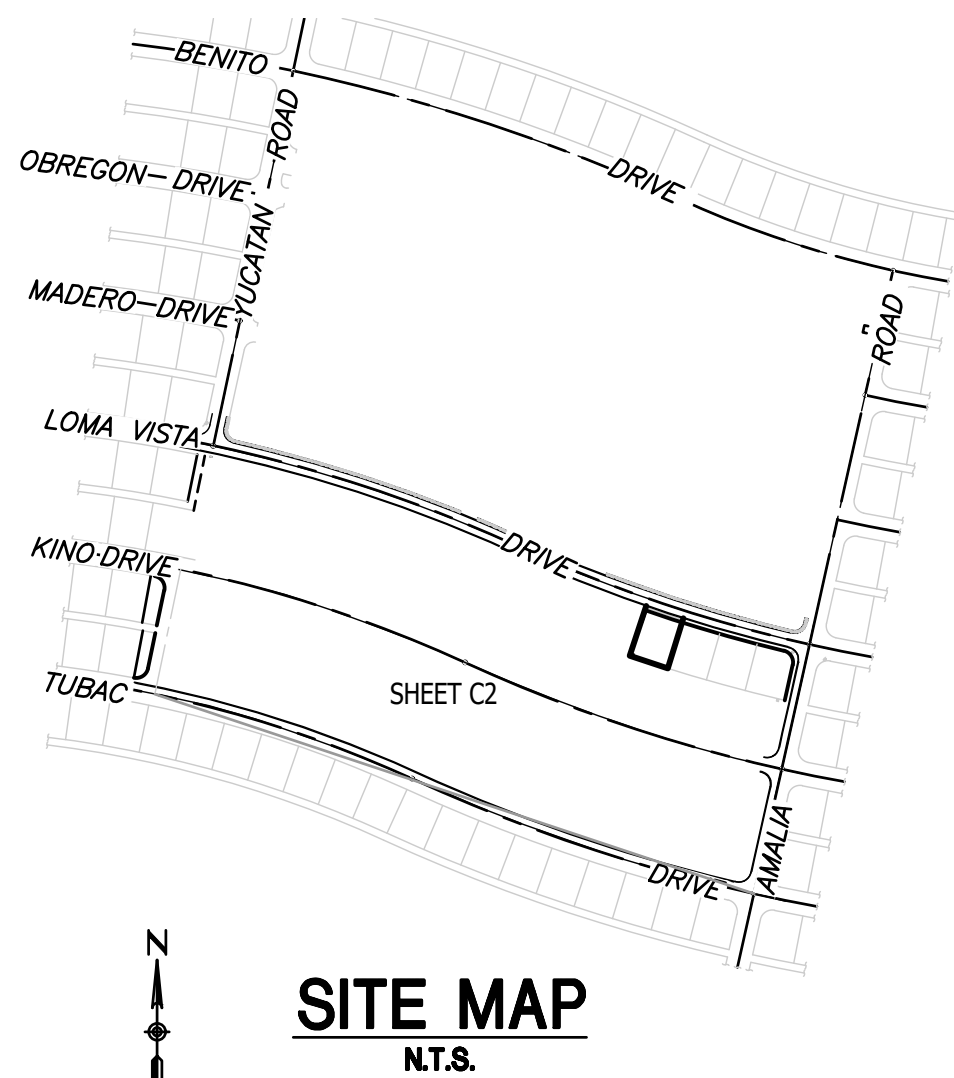 BENITO DRIVE
YUCATAN ROAD
OBREGON DRIVE
MADERO DRIVE
ROAD
LOMA VISTA DRIVE
KINO DRIVE
TUBAC DRIVE
SHEET C2
AMALIA
N
SITE MAP
N.T.S.